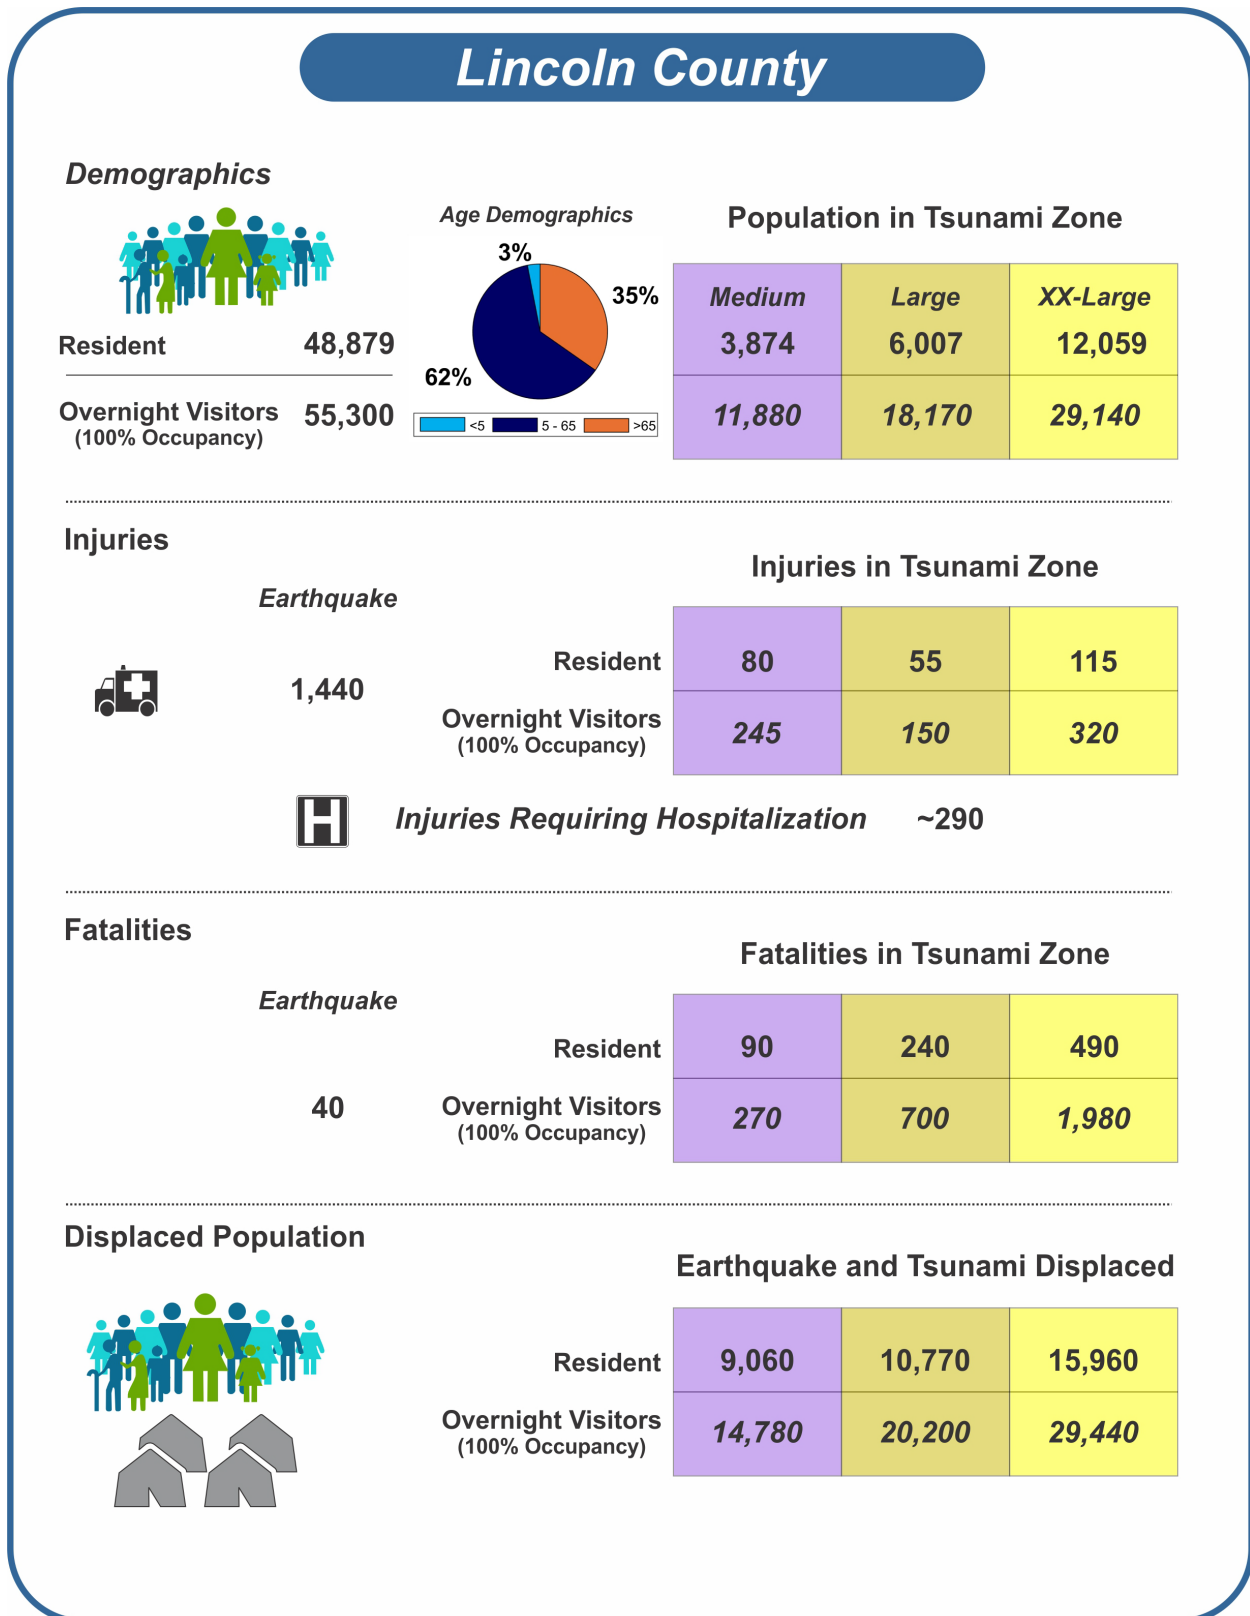 Lincoln County
Demographics
Resident 48,879
Overnight Visitors 55,300
(100% Occupancy)
Age Demographics
3%
35%
62%
<5 5 - 65 >65
Population in Tsunami Zone
Medium Large XX-Large
3,874 6,007 12,059
11,880 18,170 29,140
Injuries
Earthquake
1,440
Injuries in Tsunami Zone
Resident 80 55 115
Overnight Visitors 245 150 320
(100% Occupancy)
H Injuries Requiring Hospitalization ~290
Fatalities
Earthquake
40
Fatalities in Tsunami Zone
Resident 90 240 490
Overnight Visitors 270 700 1,980
(100% Occupancy)
Displaced Population
Earthquake and Tsunami Displaced
Resident 9,060 10,770 15,960
Overnight Visitors 14,780 20,200 29,440
(100% Occupancy)